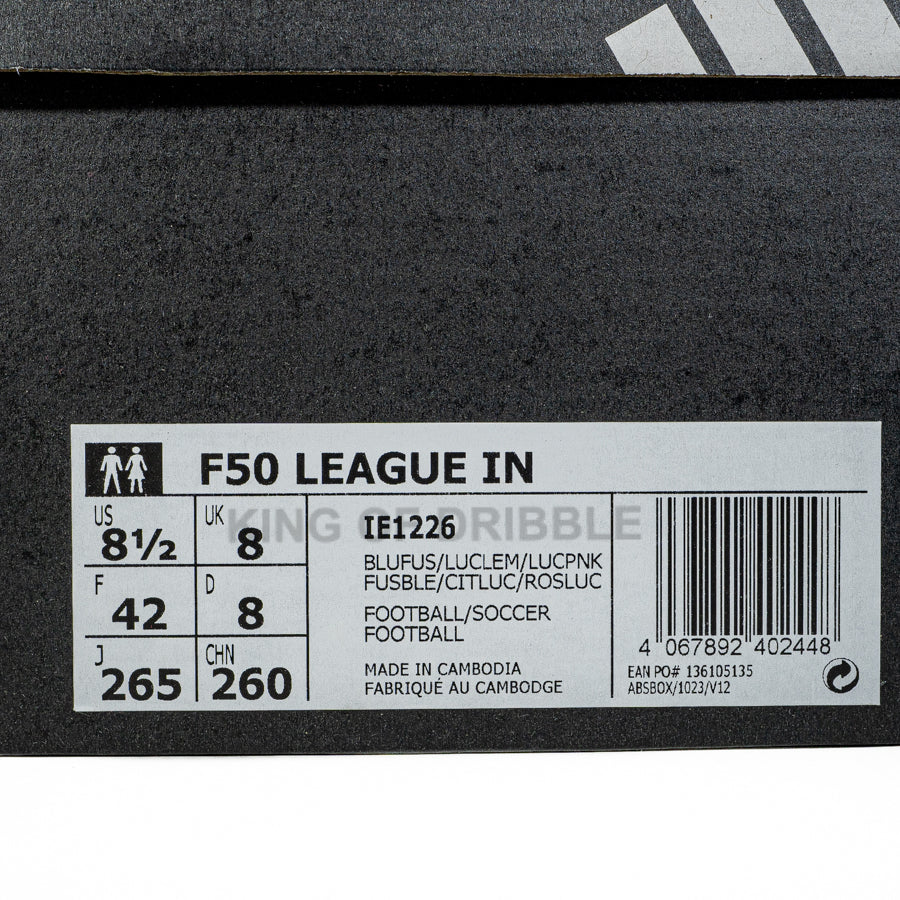 F50 LEAGUE IN
US
8½
UK
8
F
42
D
8
J
265
CHN
260
KING OF DRIBBLE
IE1226
BLUFUS/LUCLEM/LUCPNK
FUSBLE/CITLUC/ROSLUC
FOOTBALL/SOCCER
FOOTBALL
MADE IN CAMBODIA
FABRIQUÉ AU CAMBODGE
4 067892 402448
EAN PO# 136105135
ABSBOX/1023/V12